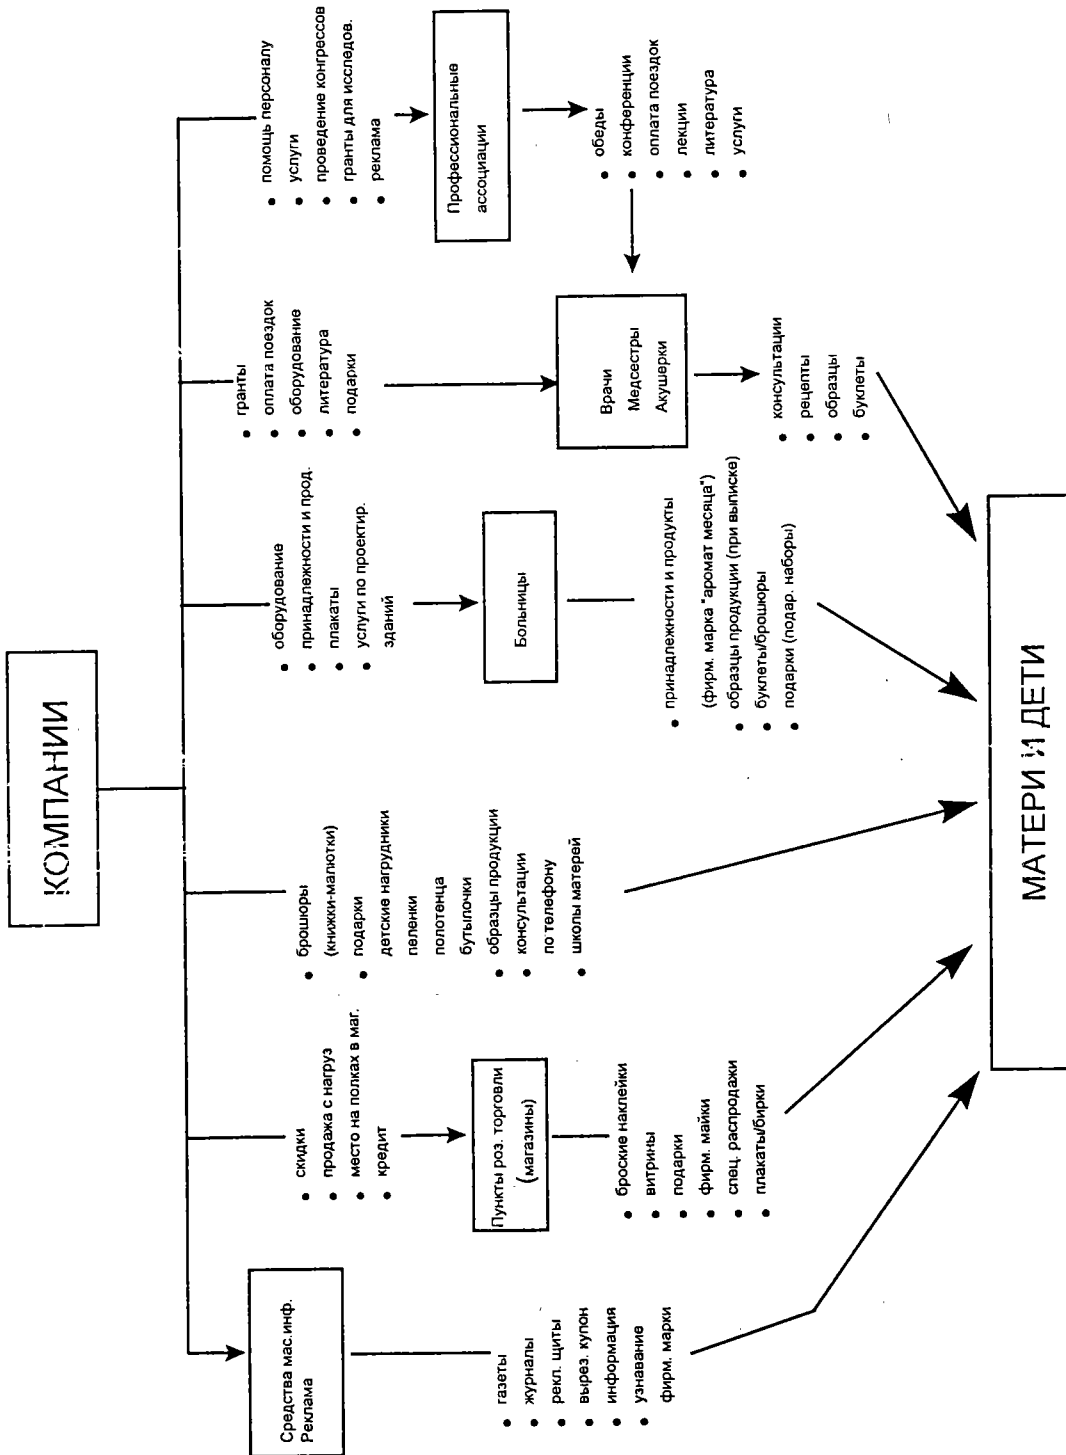 КОМПАНИИ
Средства мас.инф.
Реклама
• газеты
• журналы
• рекл. щиты
• вырез. купон
• информация
• узнавание
фирм. марки
• скидки
• продажа с нагруз
• место на полках в маг.
• кредит
Пункты роз. торговли
(магазины)
• броские наклейки
• витрины
• подарки
• фирм. майки
• спец. распродажи
• плакаты/бирки
• брошюры
(книжки-малютки)
• подарки
детские нагрудники
пеленки
полотенца
бутылочки
• образцы продукции
• консультации
по телефону
• школы матерей
• оборудование
• принадлежности и прод.
• плакаты
• услуги по проектир.
зданий
Больницы
• принадлежности и продукты
(фирм. марка "аромат месяца")
• образцы продукции (при выписке)
• буклеты/брошюры
• подарки (подар. наборы)
• гранты
• оплата поездок
• оборудование
• литература
• подарки
Врачи
Медсестры
Акушерки
• консультации
• рецепты
• образцы
• буклеты
• помощь персоналу
• услуги
• проведение конгрессов
• гранты для исследов.
• реклама
Профессиональные
ассоциации
• обеды
• конференции
• оплата поездок
• лекции
• литература
• услуги
МАТЕРИ И ДЕТИ